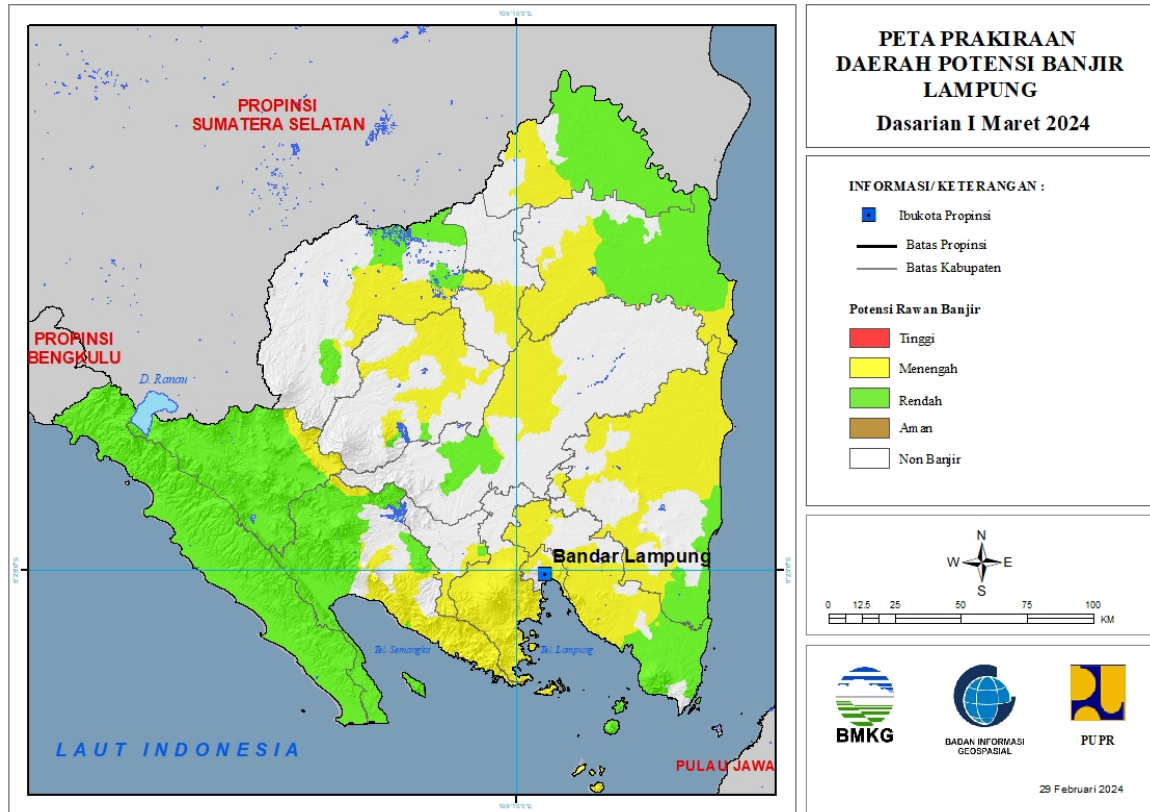 PETA PRAKIRAAN
DAERAH POTENSI BANJIR
LAMPUNG
Dasarian I Maret 2024
PROPINSI
SUMATERA SELATAN
PROPINSI
BENGKULU
D. Ranau
Bandar Lampung
Tel. Semangka
Tel. Lampung
LAUT INDONESIA
PULAU JAWA
INFORMASI/ KETERANGAN :
Ibukota Propinsi
Batas Propinsi
Batas Kabupaten
Potensi Rawan Banjir
Tinggi
Menengah
Rendah
Aman
Non Banjir
N
W E
S
0 12.5 25 50 75 100
KM
BMKG
BADAN INFORMASI
GEOSPASIAL
PUPR
29 Februari 2024